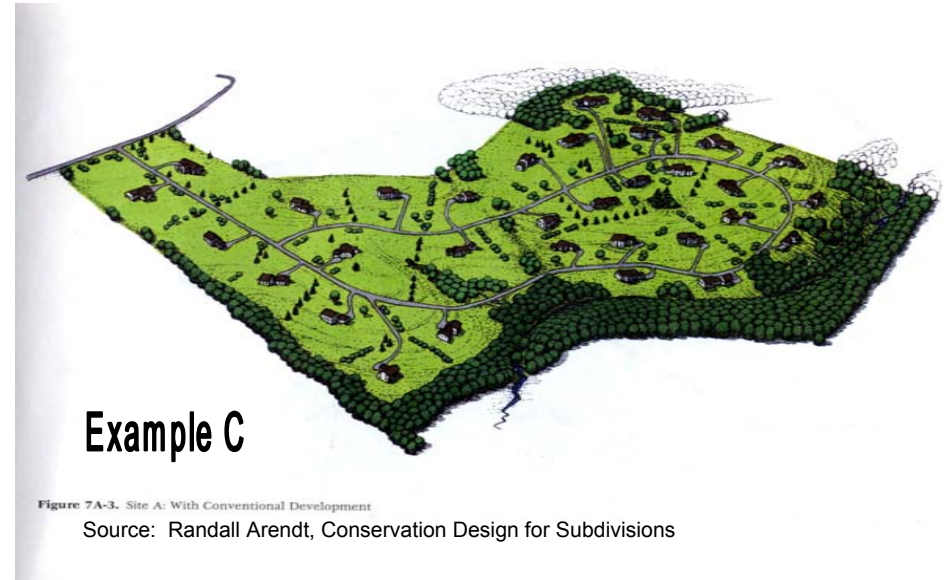 Example C
Figure 7A-3. Site A: With Conventional Development
Source: Randall Arendt, Conservation Design for Subdivisions